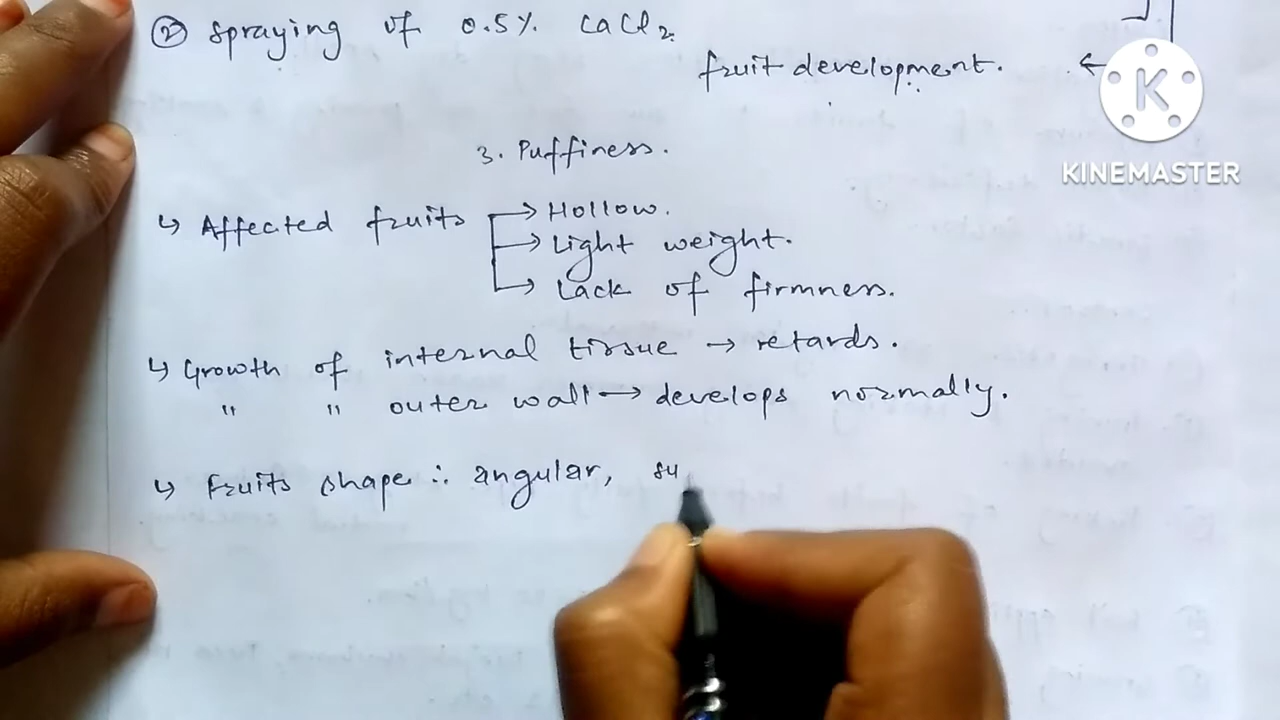 ② Spraying of 0.5% CaCl2.
fruit development. ←
K
KINEMASTER
3. Puffiness.
↳ Affected fruits → Hollow.
→ Light weight.
→ Lack of firmness.
↳ Growth of internal tissue → retards.
" " outer wall → develops normally.
↳ Fruits shape ∴ angular, su